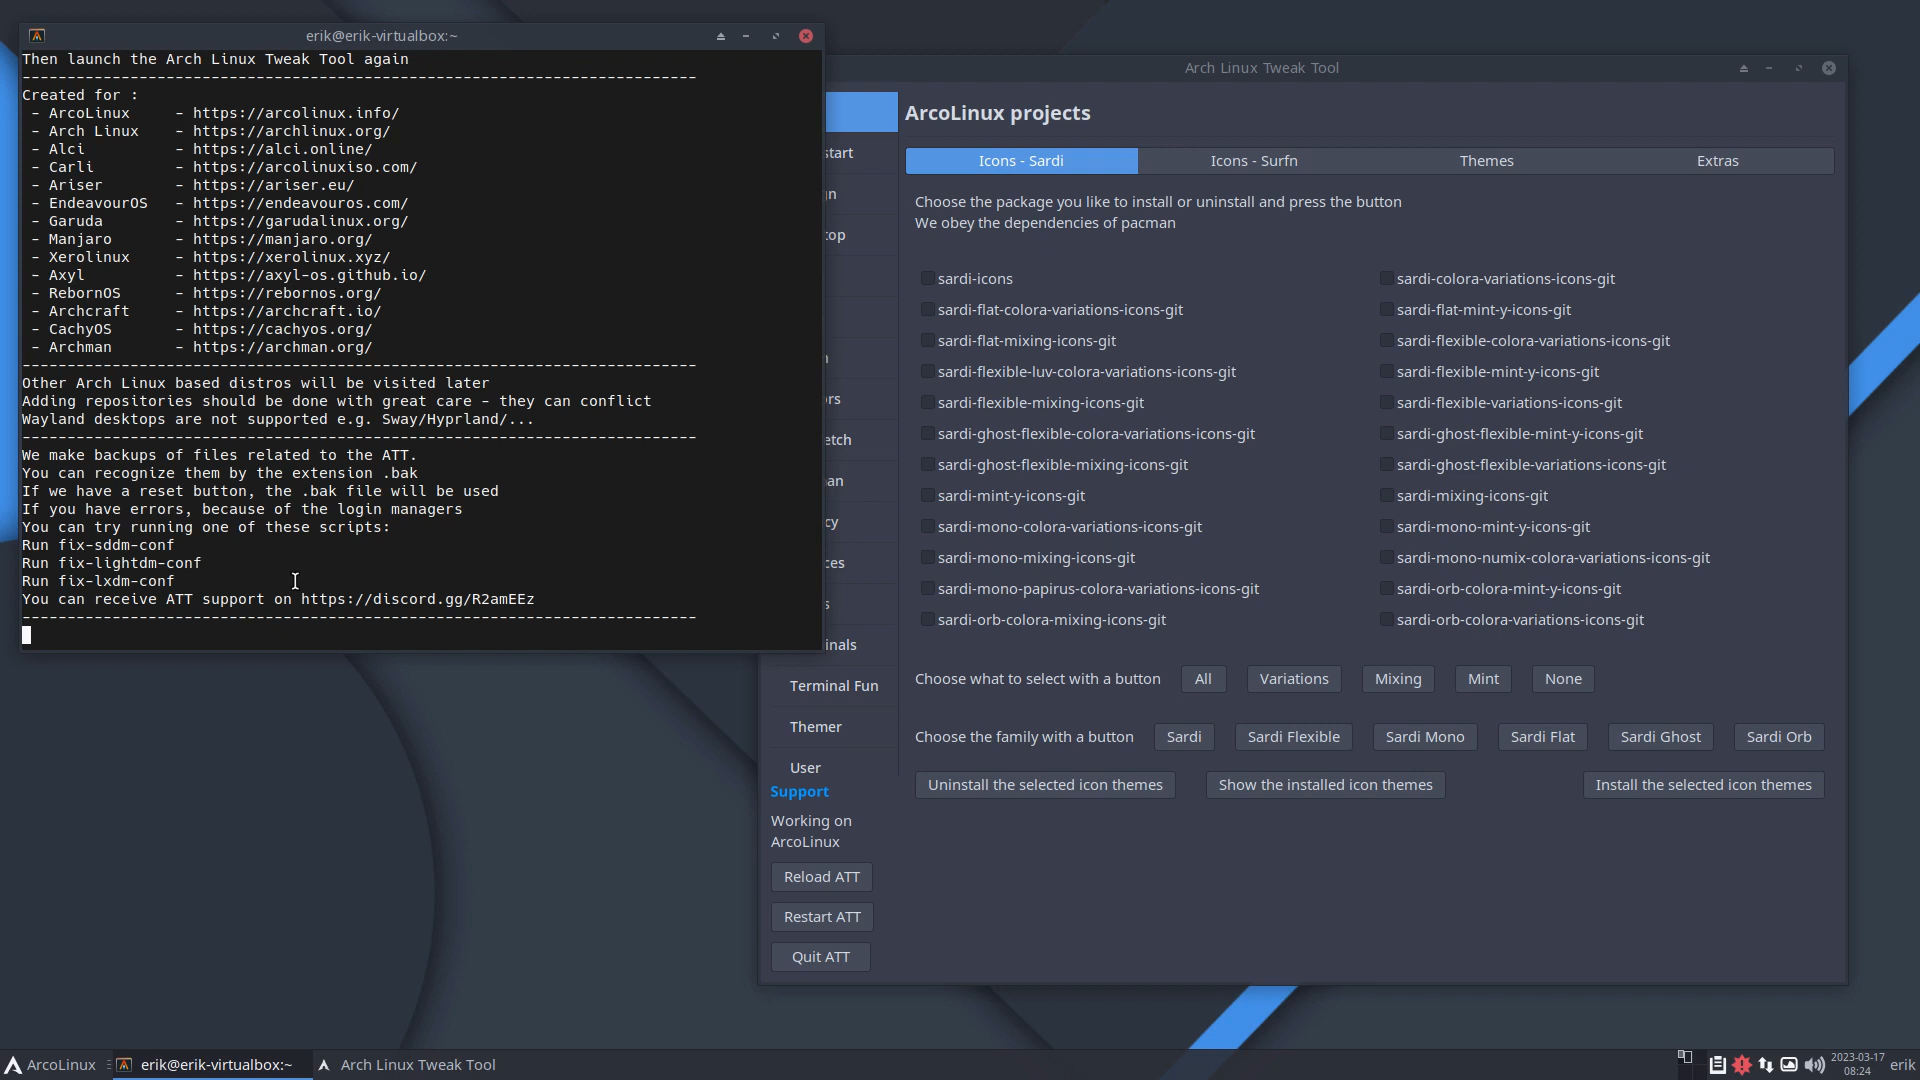 erik@erik-virtualbox:~
Then launch the Arch Linux Tweak Tool again
---------------------------------------------------------------------------
Created for :
 - ArcoLinux     - https://arcolinux.info/
 - Arch Linux    - https://archlinux.org/
 - Alci          - https://alci.online/
 - Carli         - https://arcolinuxiso.com/
 - Ariser        - https://ariser.eu/
 - EndeavourOS   - https://endeavouros.com/
 - Garuda        - https://garudalinux.org/
 - Manjaro       - https://manjaro.org/
 - Xerolinux     - https://xerolinux.xyz/
 - Axyl          - https://axyl-os.github.io/
 - RebornOS      - https://rebornos.org/
 - Archcraft     - https://archcraft.io/
 - CachyOS       - https://cachyos.org/
 - Archman       - https://archman.org/
---------------------------------------------------------------------------
Other Arch Linux based distros will be visited later
Adding repositories should be done with great care - they can conflict
Wayland desktops are not supported e.g. Sway/Hyprland/...
---------------------------------------------------------------------------
We make backups of files related to the ATT.
You can recognize them by the extension .bak
If we have a reset button, the .bak file will be used
If you have errors, because of the login managers
You can try running one of these scripts:
Run fix-sddm-conf
Run fix-lightdm-conf
Run fix-lxdm-conf
You can receive ATT support on https://discord.gg/R2amEEz
---------------------------------------------------------------------------
Arch Linux Tweak Tool
start
op
rs
etch
an
cy
ces
s
inals
Terminal Fun
Themer
User
Support
Working on
ArcoLinux
Reload ATT
Restart ATT
Quit ATT
ArcoLinux projects
Icons - Sardi Icons - Surfn Themes Extras
Choose the package you like to install or uninstall and press the button
We obey the dependencies of pacman
sardi-icons sardi-colora-variations-icons-git
sardi-flat-colora-variations-icons-git sardi-flat-mint-y-icons-git
sardi-flat-mixing-icons-git sardi-flexible-colora-variations-icons-git
sardi-flexible-luv-colora-variations-icons-git sardi-flexible-mint-y-icons-git
sardi-flexible-mixing-icons-git sardi-flexible-variations-icons-git
sardi-ghost-flexible-colora-variations-icons-git sardi-ghost-flexible-mint-y-icons-git
sardi-ghost-flexible-mixing-icons-git sardi-ghost-flexible-variations-icons-git
sardi-mint-y-icons-git sardi-mixing-icons-git
sardi-mono-colora-variations-icons-git sardi-mono-mint-y-icons-git
sardi-mono-mixing-icons-git sardi-mono-numix-colora-variations-icons-git
sardi-mono-papirus-colora-variations-icons-git sardi-orb-colora-mint-y-icons-git
sardi-orb-colora-mixing-icons-git sardi-orb-colora-variations-icons-git
Choose what to select with a button All Variations Mixing Mint None
Choose the family with a button Sardi Sardi Flexible Sardi Mono Sardi Flat Sardi Ghost Sardi Orb
Uninstall the selected icon themes Show the installed icon themes Install the selected icon themes
ArcoLinux erik@erik-virtualbox:~ Arch Linux Tweak Tool 2023-03-17 erik
08:24